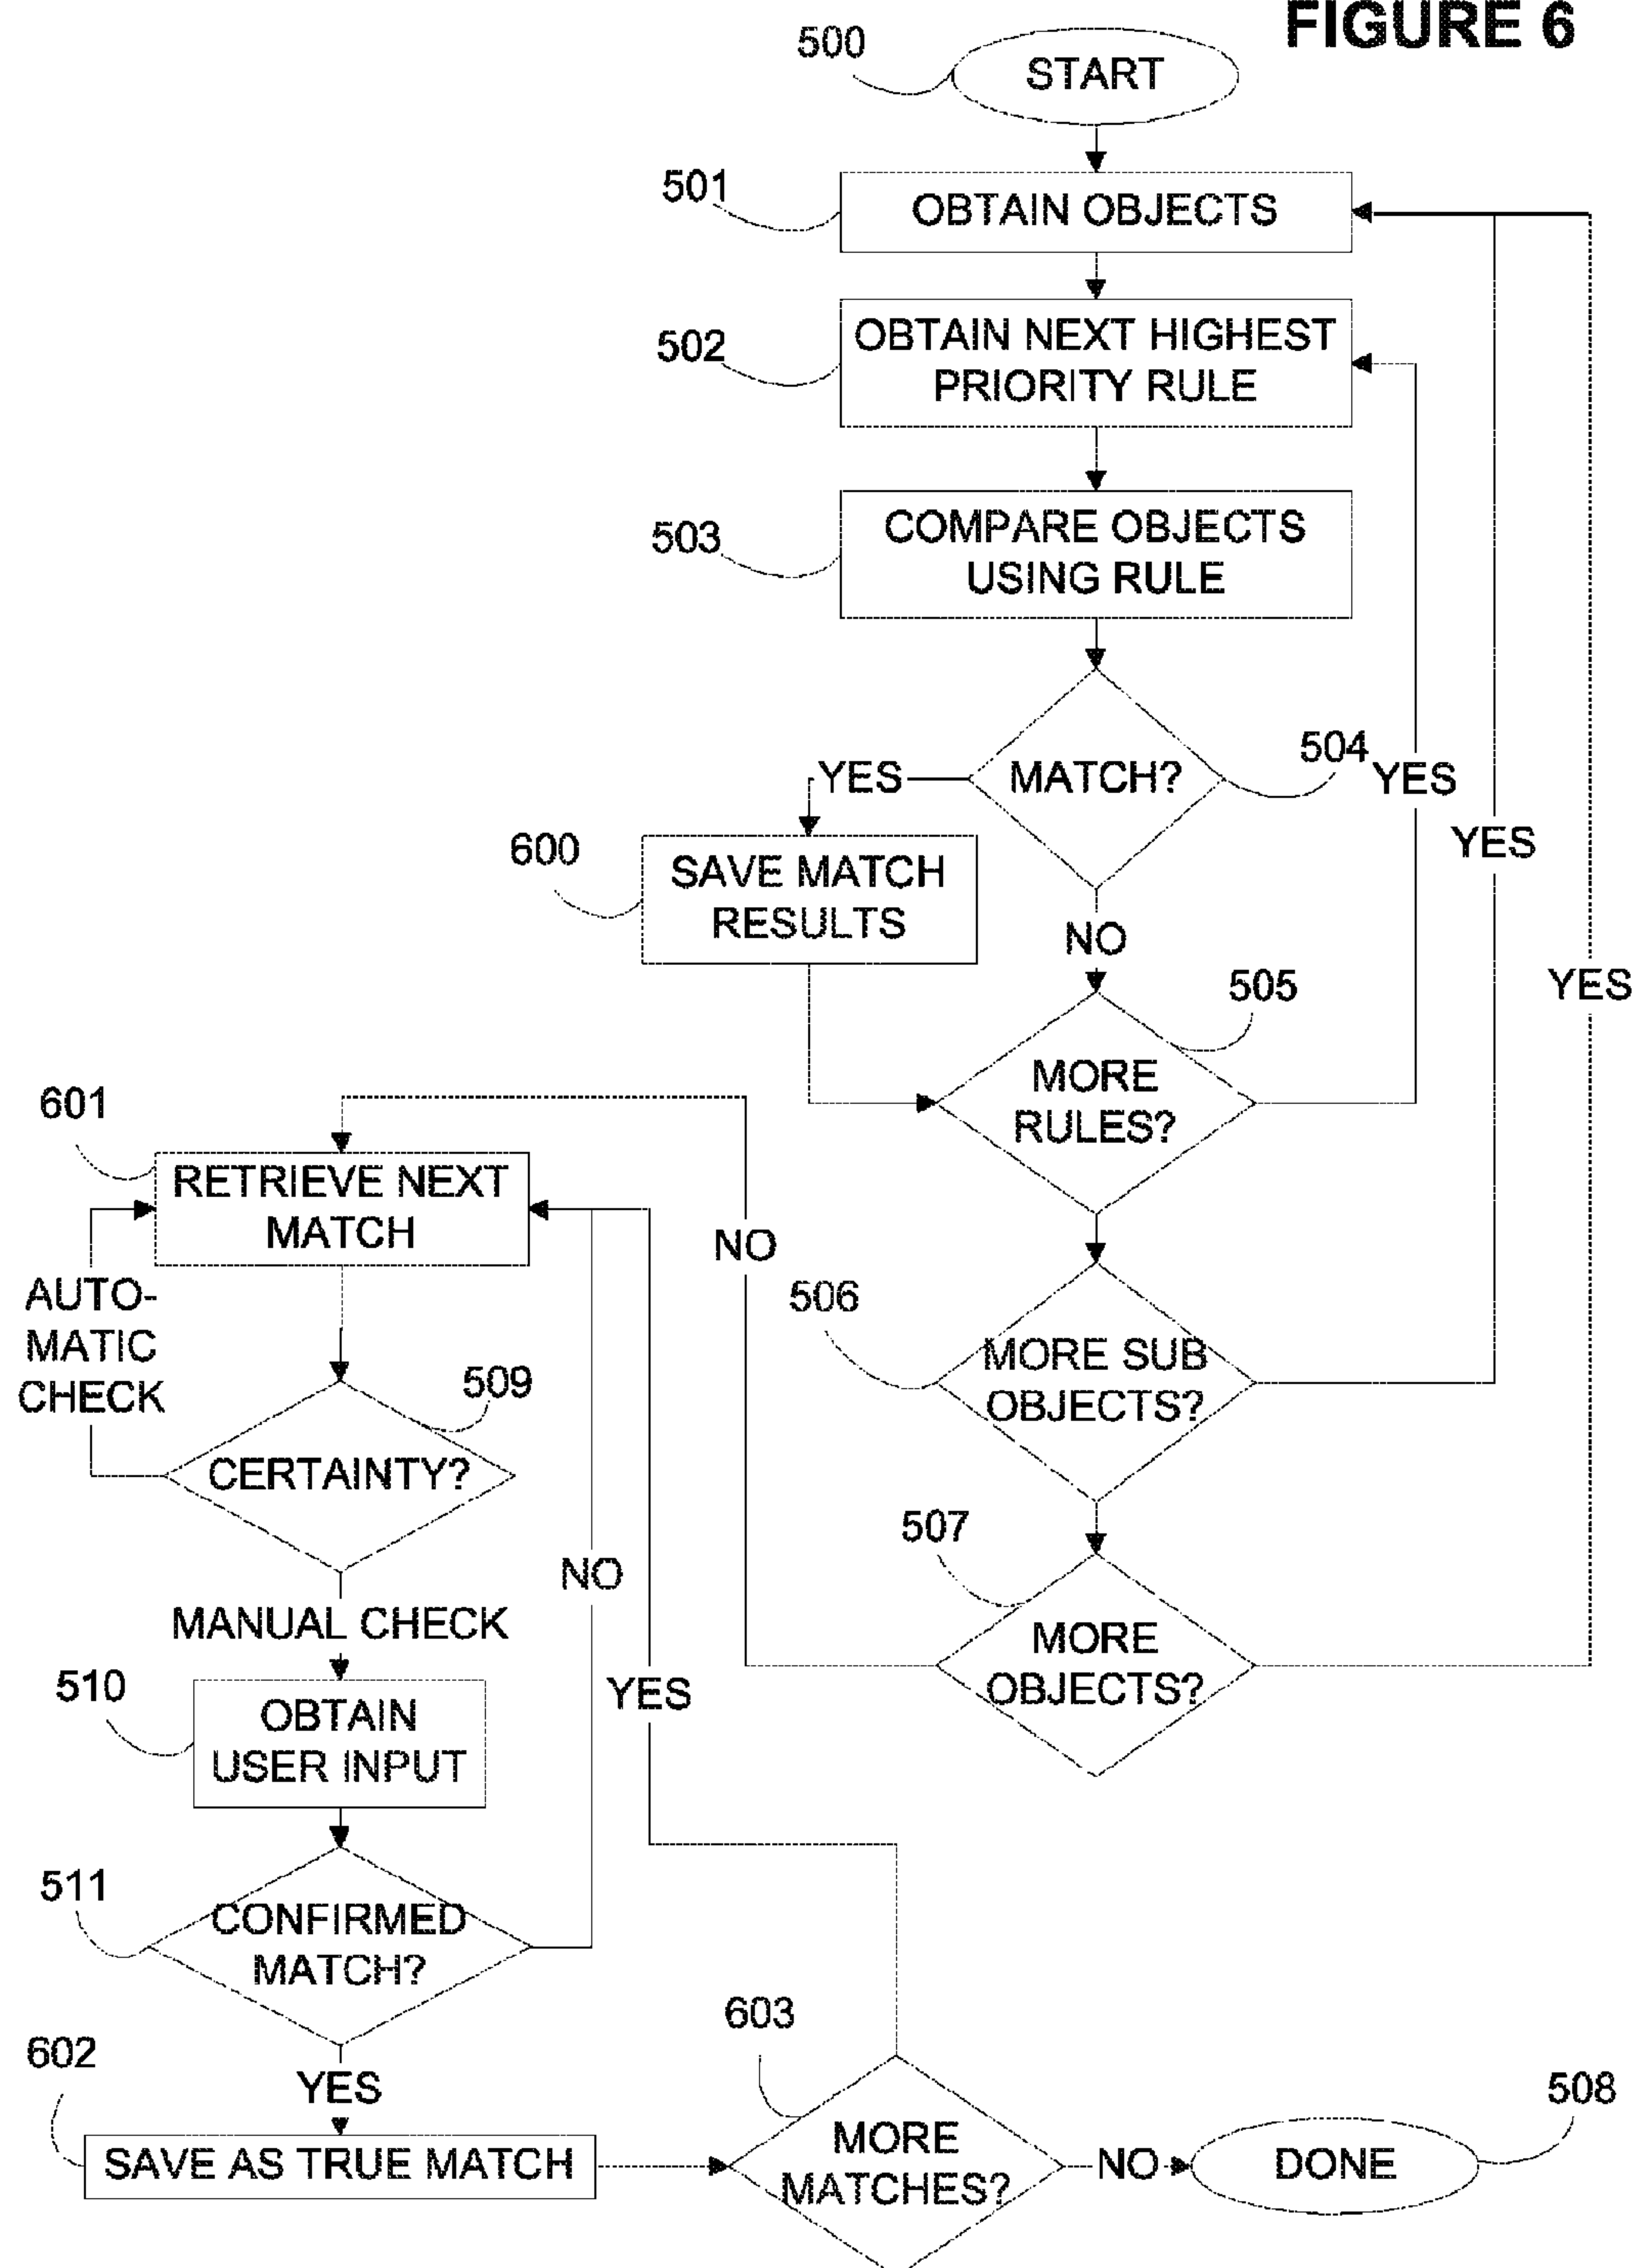 FIGURE 6
500
START
501
OBTAIN OBJECTS
502
OBTAIN NEXT HIGHEST
PRIORITY RULE
503
COMPARE OBJECTS
USING RULE
504
MATCH?
YES
YES
YES
YES
600
SAVE MATCH
RESULTS
NO
505
MORE
RULES?
506
MORE SUB
OBJECTS?
507
MORE
OBJECTS?
NO
601
RETRIEVE NEXT
MATCH
AUTO-
MATIC
CHECK
509
CERTAINTY?
MANUAL CHECK
NO
YES
510
OBTAIN
USER INPUT
511
CONFIRMED
MATCH?
YES
602
SAVE AS TRUE MATCH
603
MORE
MATCHES?
NO
508
DONE